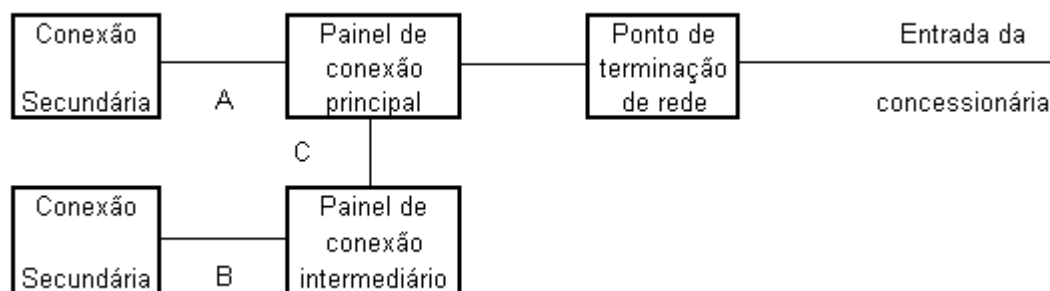 Conexão
Secundária
A
Painel de
conexão
principal
Ponto de
terminação
de rede
Entrada da
concessionária
C
Conexão
Secundária
B
Painel de
conexão
intermediário